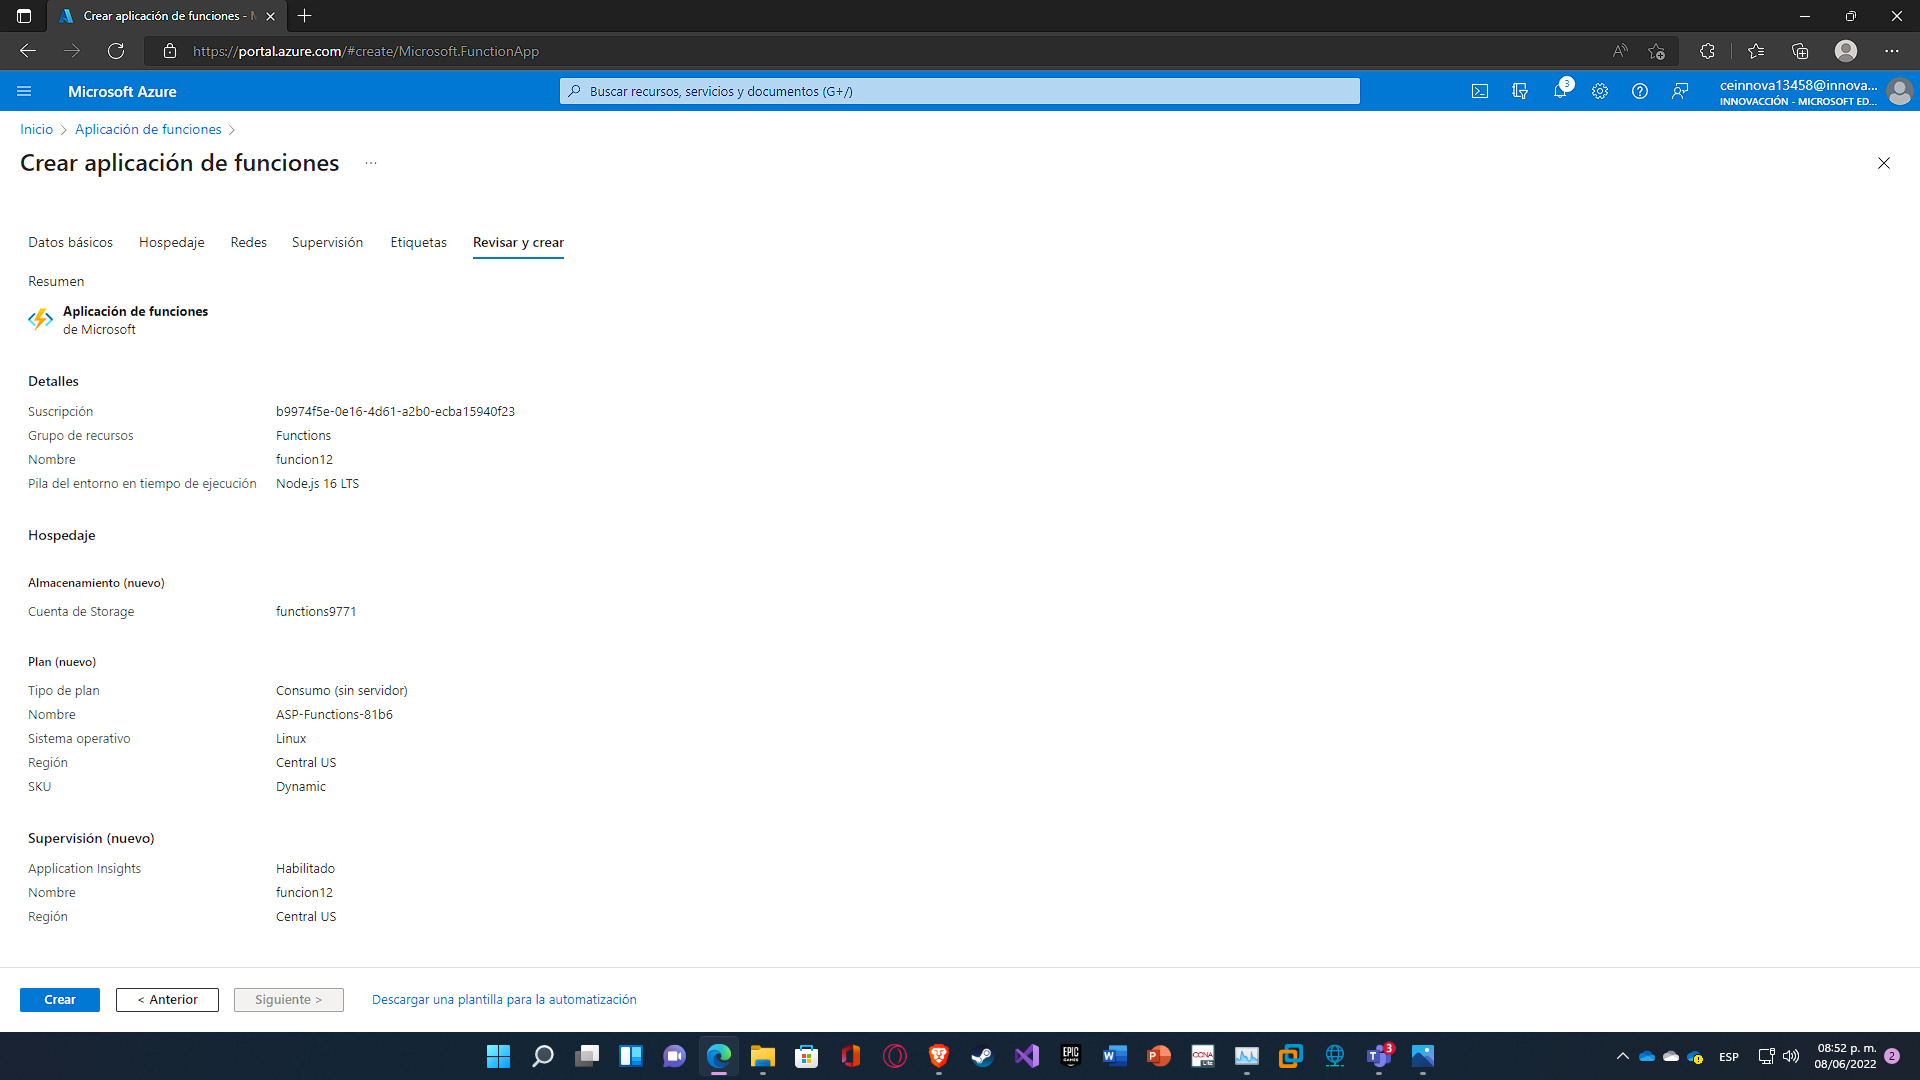 Crear aplicación de funciones - M
https://portal.azure.com/#create/Microsoft.FunctionApp
Microsoft Azure
Buscar recursos, servicios y documentos (G+/)
3
ceinnova13458@innova...
INNOVACCIÓN - MICROSOFT ED...
Inicio > Aplicación de funciones >
Crear aplicación de funciones ...
Datos básicos Hospedaje Redes Supervisión Etiquetas Revisar y crear
Resumen
Aplicación de funciones
de Microsoft
Detalles
Suscripción b9974f5e-0e16-4d61-a2b0-ecba15940f23
Grupo de recursos Functions
Nombre funcion12
Pila del entorno en tiempo de ejecución Node.js 16 LTS
Hospedaje
Almacenamiento (nuevo)
Cuenta de Storage functions9771
Plan (nuevo)
Tipo de plan Consumo (sin servidor)
Nombre ASP-Functions-81b6
Sistema operativo Linux
Región Central US
SKU Dynamic
Supervisión (nuevo)
Application Insights Habilitado
Nombre funcion12
Región Central US
Crear < Anterior Siguiente > Descargar una plantilla para la automatización
EPIC GAMES
CCNA
3
ESP
08:52 p. m.
08/06/2022
2